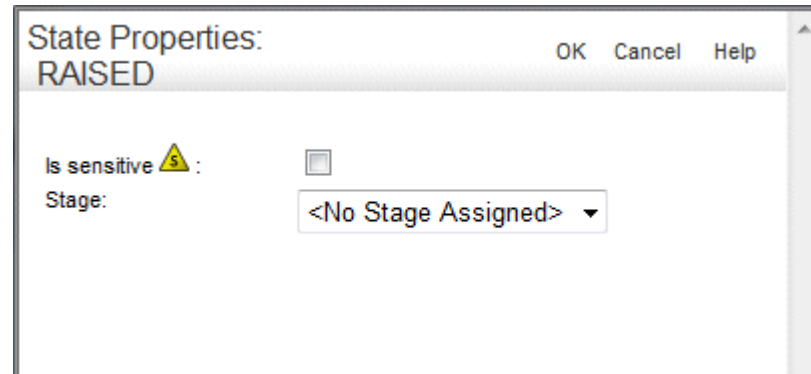 State Properties:
RAISED
OK Cancel Help
Is sensitive S :
Stage:
<No Stage Assigned>